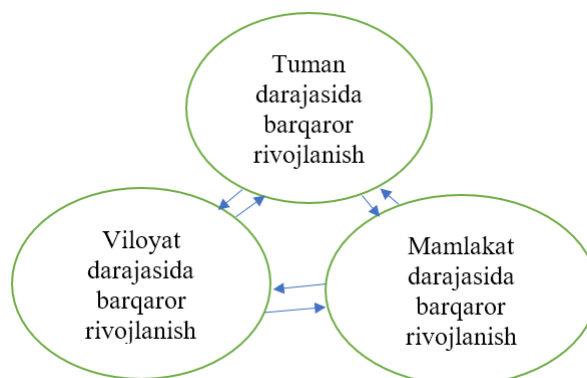 Tuman
darajasida
barqaror
rivojlanish
Viloyat
darajasida
barqaror
rivojlanish
Mamlakat
darajasida
barqaror
rivojlanish